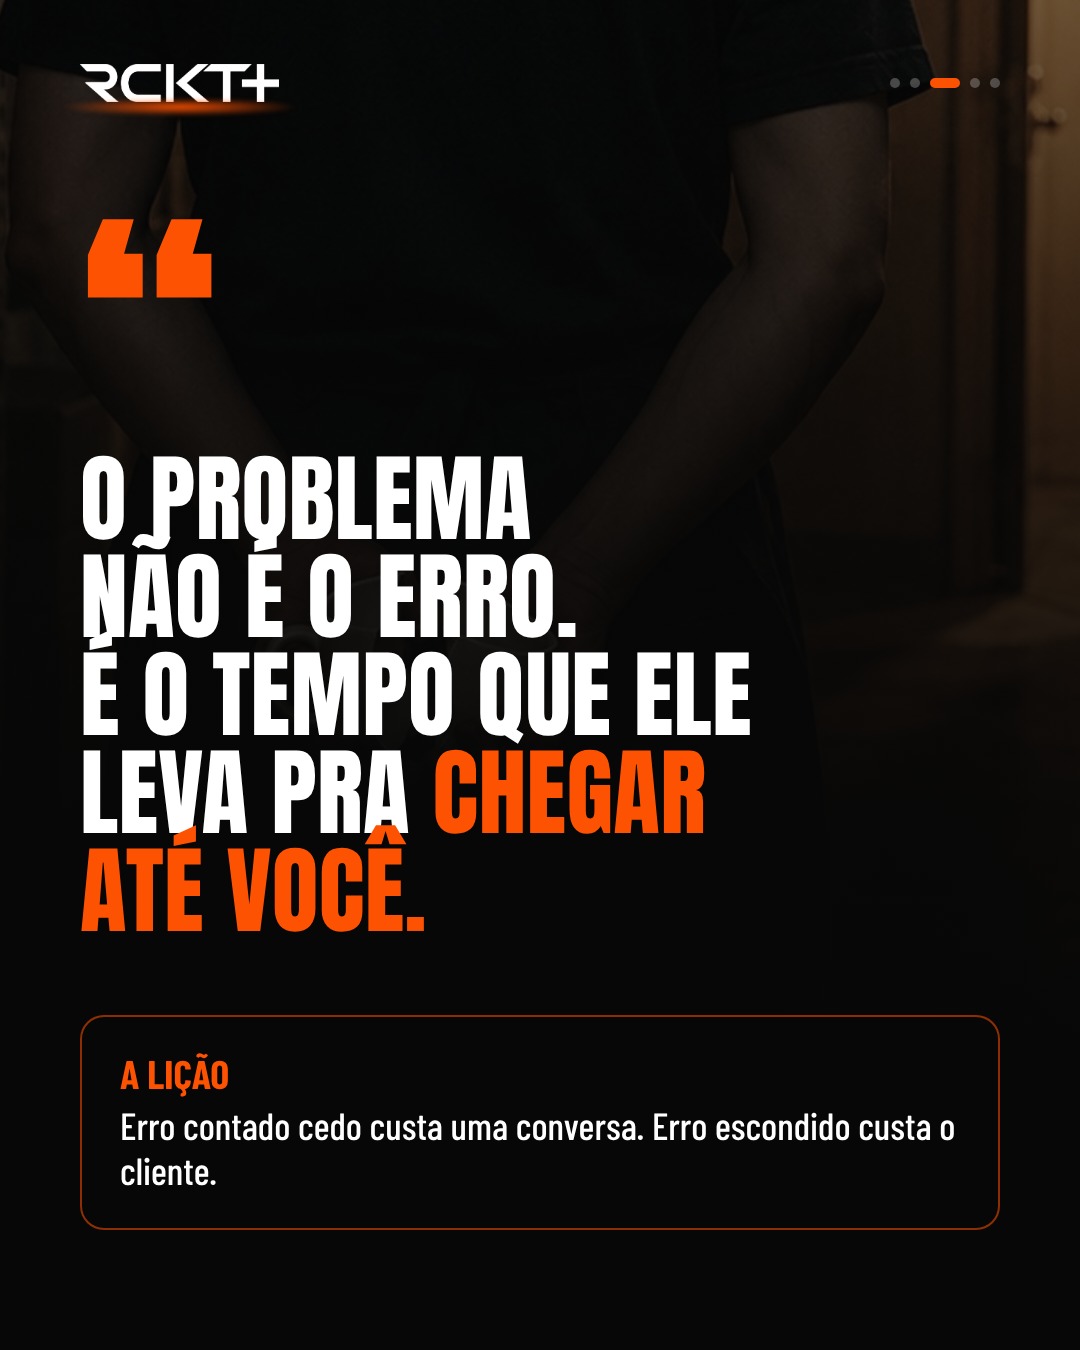 RCKT+
“
O PROBLEMA
NÃO É O ERRO.
É O TEMPO QUE ELE
LEVA PRA CHEGAR
ATÉ VOCÊ.
A LIÇÃO
Erro contado cedo custa uma conversa. Erro escondido custa o
cliente.